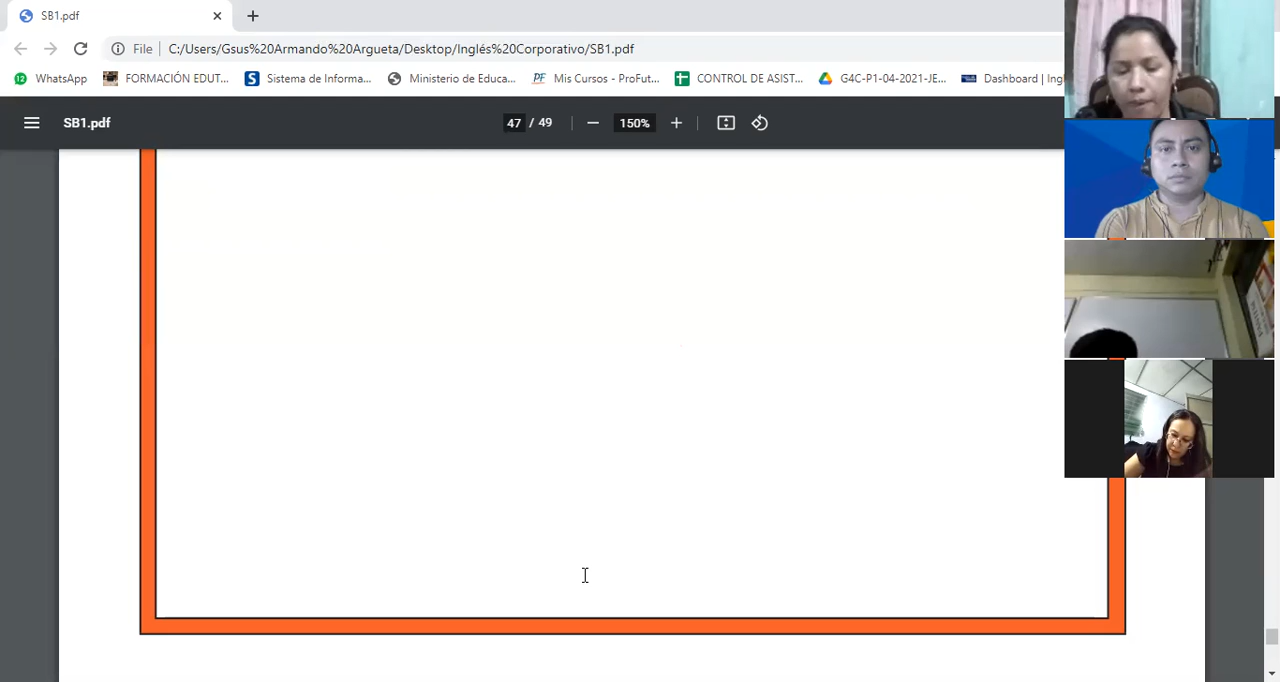 SB1.pdf
File C:/Users/Gsus%20Armando%20Argueta/Desktop/Inglés%20Corporativo/SB1.pdf
WhatsApp FORMACIÓN EDUT... Sistema de Informa... Ministerio de Educa... PF Mis Cursos - ProFut... CONTROL DE ASIST... G4C-P1-04-2021-JE... Dashboard | Ing
SB1.pdf 47 / 49 150%